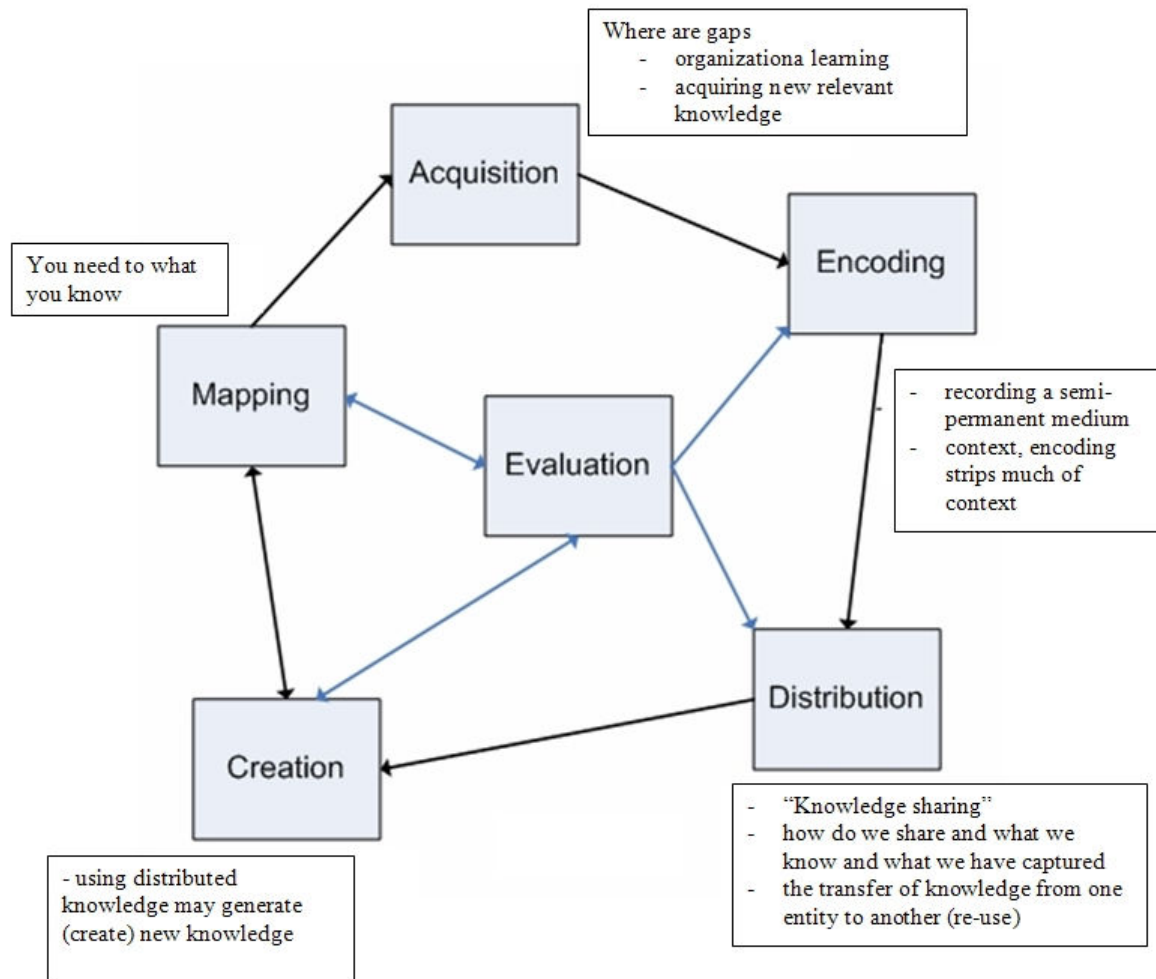 Where are gaps
- organizationa learning
- acquiring new relevant
knowledge
Acquisition
Encoding
You need to what
you know
Mapping
Evaluation
- recording a semi-
permanent medium
- context, encoding
strips much of
context
-
Distribution
Creation
- "Knowledge sharing"
- how do we share and what we
know and what we have captured
- the transfer of knowledge from one
entity to another (re-use)
- using distributed
knowledge may generate
(create) new knowledge